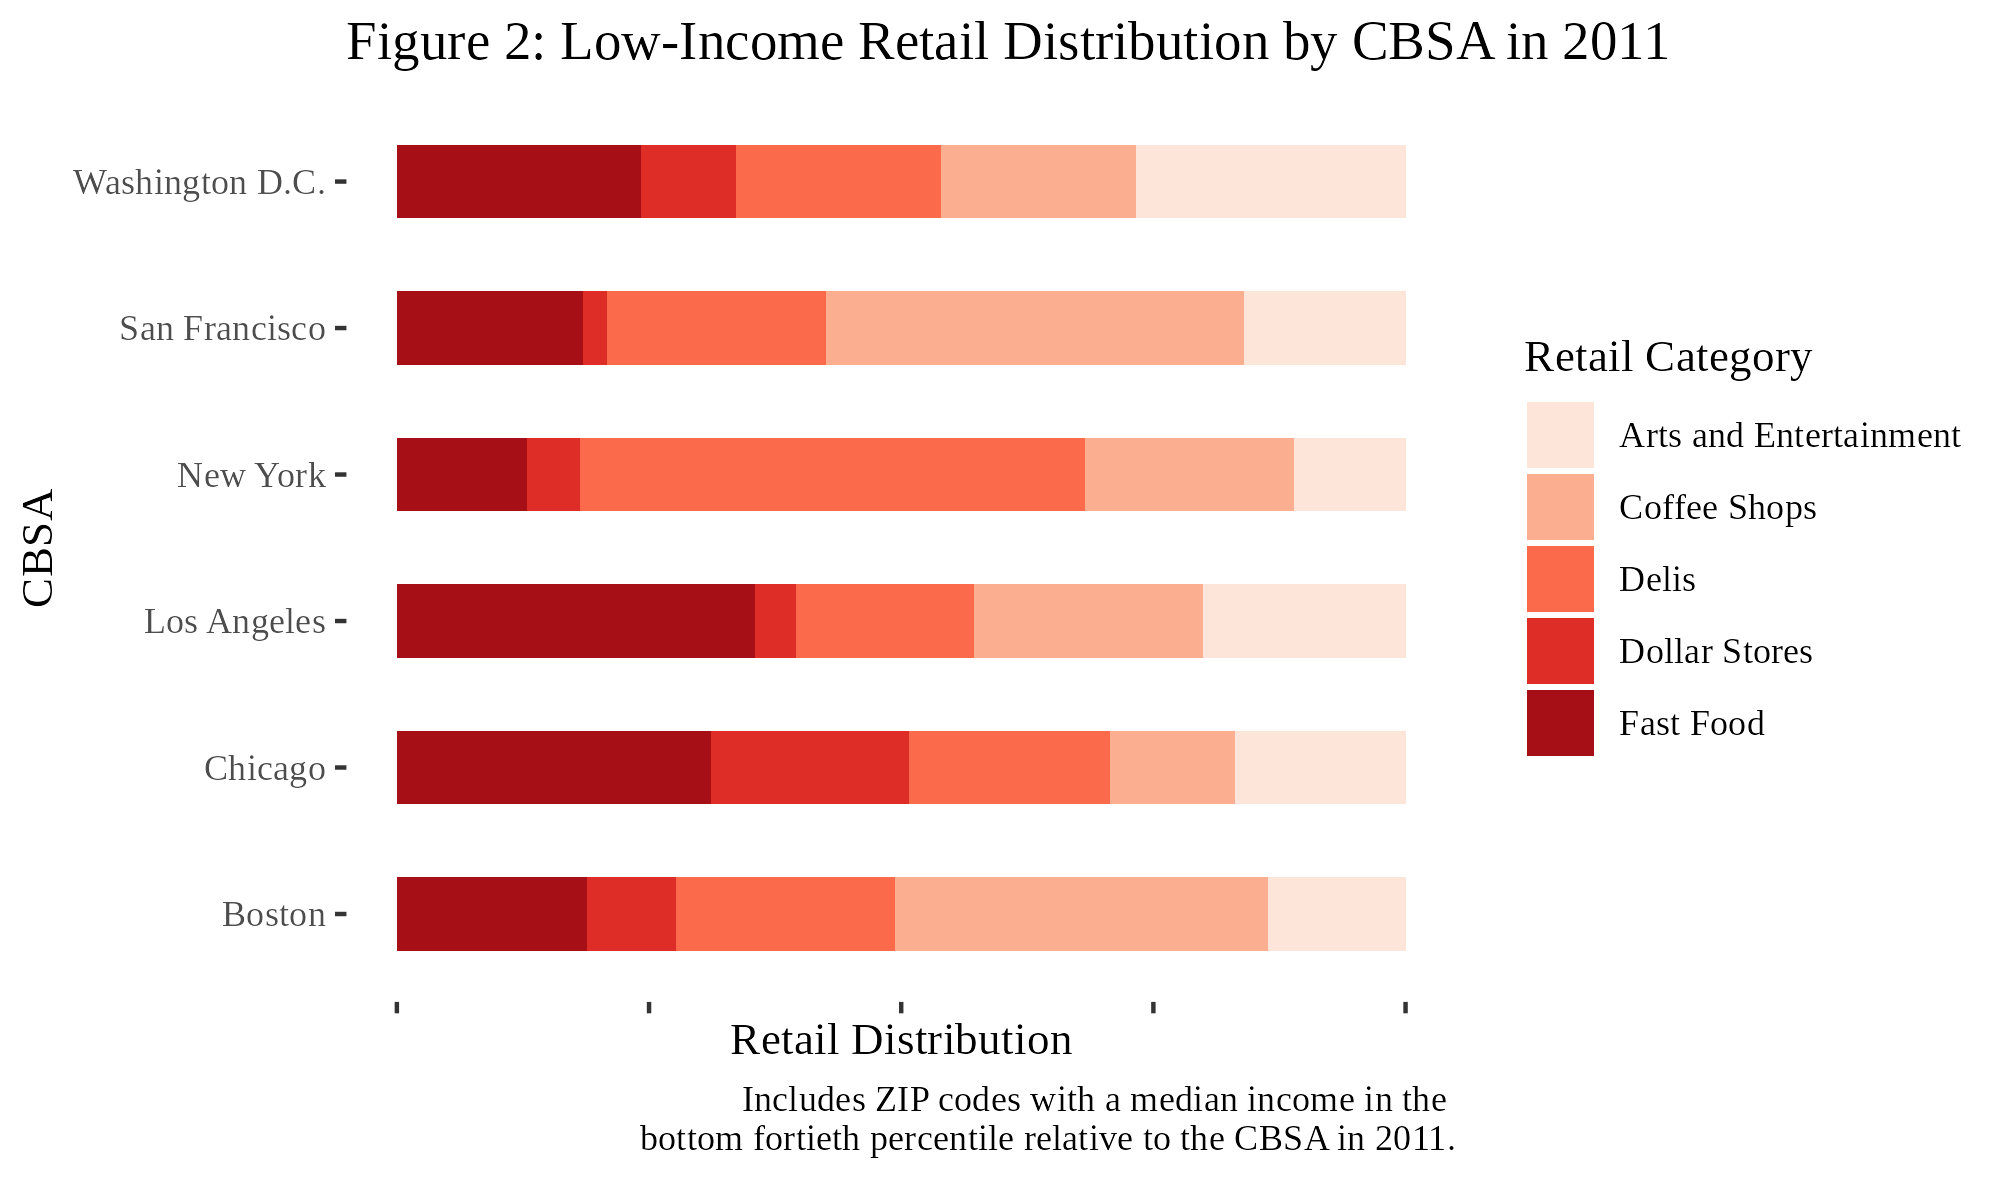 Figure 2: Low-Income Retail Distribution by CBSA in 2011
Washington D.C.
San Francisco
New York
Los Angeles
Chicago
Boston
CBSA
Retail Category
Arts and Entertainment
Coffee Shops
Delis
Dollar Stores
Fast Food
Retail Distribution
Includes ZIP codes with a median income in the
bottom fortieth percentile relative to the CBSA in 2011.